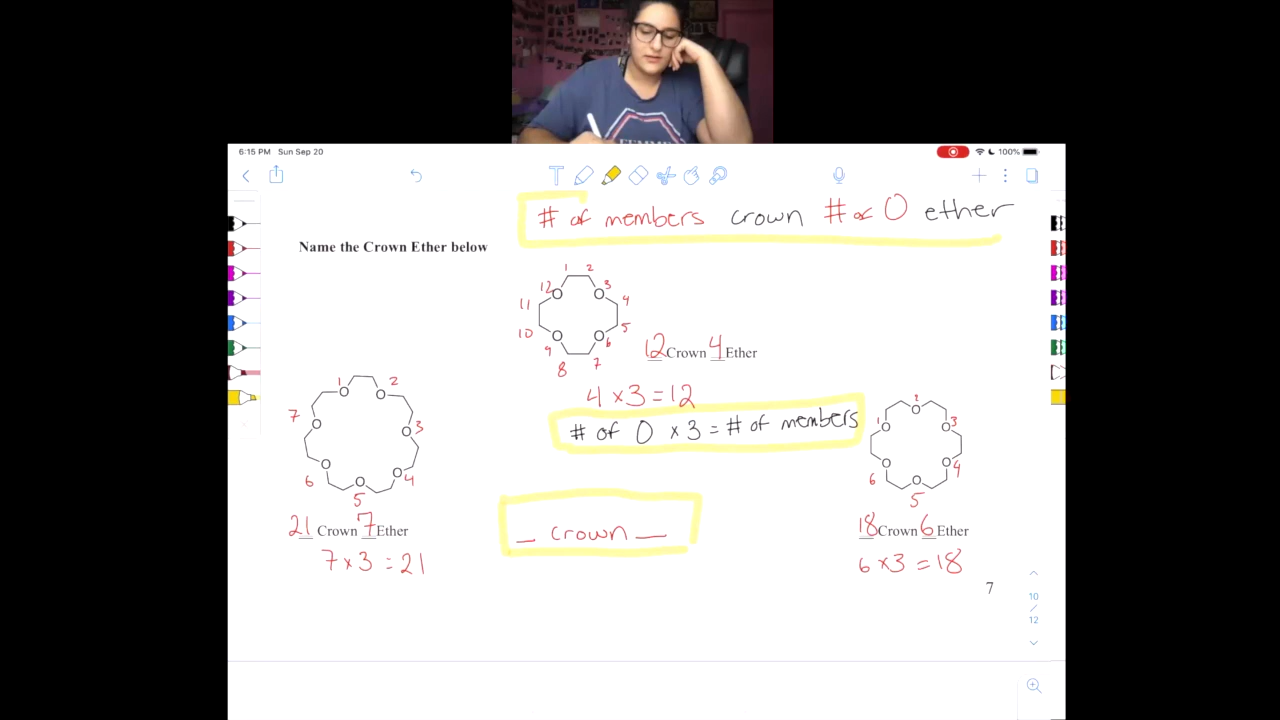 6:15 PM Sun Sep 20
100%
# of members crown # of O ether
Name the Crown Ether below
1 2
12 O O 3
11 4
10 5
O O 6
9 7
8
12 Crown 4 Ether
4 x 3 = 12
# of O x 3 = # of members
1 O O 2
7 O O 3
6 O O 4
O
5
21 Crown 7 Ether
7 x 3 = 21
2
O
1 O O 3
O O 4
6 O
5
18 Crown 6 Ether
6 x 3 = 18
_ crown _
7
10
/
12